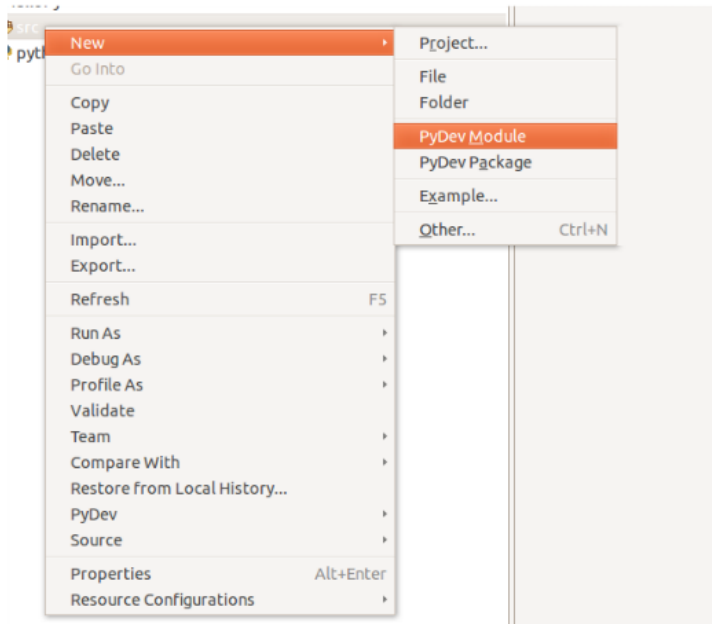 src
pyt
New
Go Into
Copy
Paste
Delete
Move...
Rename...
Import...
Export...
Refresh F5
Run As
Debug As
Profile As
Validate
Team
Compare With
Restore from Local History...
PyDev
Source
Properties Alt+Enter
Resource Configurations
Project...
File
Folder
PyDev Module
PyDev Package
Example...
Other... Ctrl+N